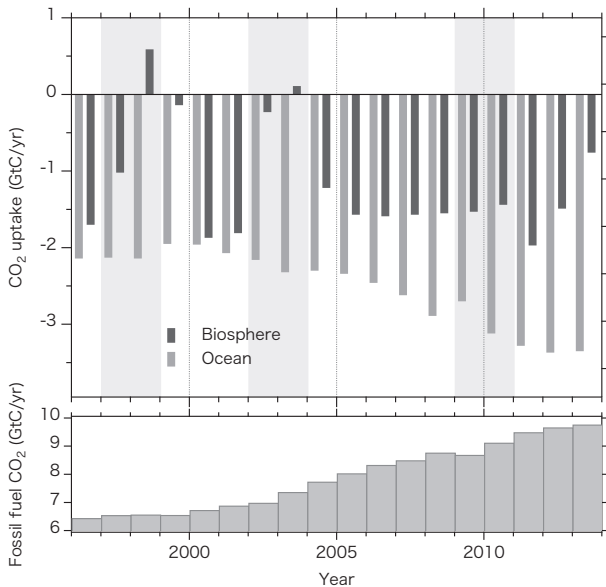 1
0
-1
-2
-3
CO2 uptake (GtC/yr)
Biosphere
Ocean
10
9
8
7
6
Fossil fuel CO2 (GtC/yr)
2000
2005
2010
Year